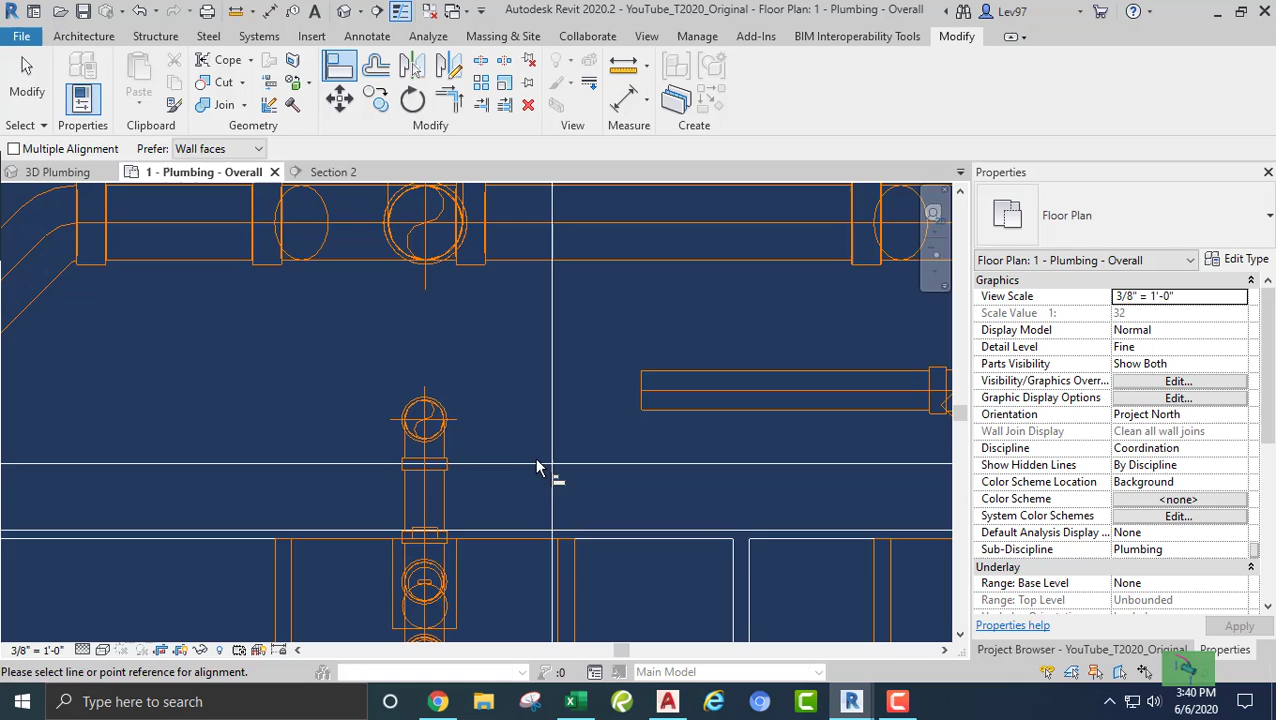 Autodesk Revit 2020.2 - YouTube_T2020_Original - Floor Plan: 1 - Plumbing - Overall
Lev97
File Architecture Structure Steel Systems Insert Annotate Analyze Massing & Site Collaborate View Manage Add-Ins BIM Interoperability Tools Modify
Modify
Select
Properties
Paste
Clipboard
Cope
Cut
Join
Geometry
Modify
View
Measure
Create
Multiple Alignment Prefer: Wall faces
3D Plumbing
1 - Plumbing - Overall
Section 2
Properties
Floor Plan
Floor Plan: 1 - Plumbing - Overall Edit Type
Graphics
View Scale 3/8" = 1'-0"
Scale Value 1: 32
Display Model Normal
Detail Level Fine
Parts Visibility Show Both
Visibility/Graphics Overr... Edit...
Graphic Display Options Edit...
Orientation Project North
Wall Join Display Clean all wall joins
Discipline Coordination
Show Hidden Lines By Discipline
Color Scheme Location Background
Color Scheme <none>
System Color Schemes Edit...
Default Analysis Display ... None
Sub-Discipline Plumbing
Underlay
Range: Base Level None
Range: Top Level Unbounded
Properties help Apply
Project Browser - YouTube_T2020_Original Properties
3/8" = 1'-0"
Please select line or point reference for alignment.
:0
Main Model
Type here to search
3:40 PM
6/6/2020